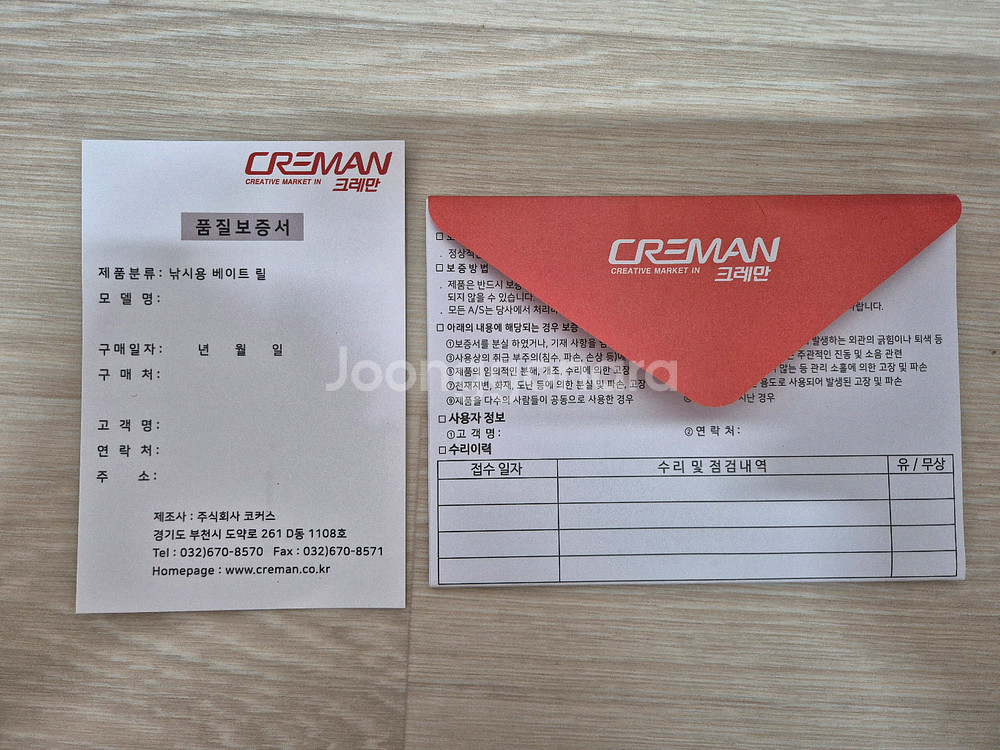 CREMAN
CREATIVE MARKET IN 크레만
품질보증서
제품분류: 낚시용 베이트 릴
모 델 명:
구매일자: 년 월 일
구 매 처:
고 객 명:
연 락 처:
주 소:
제조사 : 주식회사 코커스
경기도 부천시 도약로 261 D동 1108호
Tel : 032)670-8570 Fax : 032)670-8571
Homepage : www.creman.co.kr
CREMAN
CREATIVE MARKET IN 크레만
□ 보증방법
. 제품은 반드시
되지 않을 수 있습니다.
. 모든 A/S는 당사에서
□ 아래의 내용에 해당되는 경우 보증
①보증서를 분실 하였거나, 기재 사항을 발생하는 외관의 긁힘이나 퇴색 등
③사용상의 취급 부주의(침수, 파손, 손상 등) 주관적인 진동 및 소음 관련
⑤제품의 임의적인 분해, 개조, 수리에 의한 고장 않는 등 관리 소홀에 의한 고장 및 파손
⑦천재지변, 화재, 도난 등에 의한 분실 및 파손, 고장 용도로 사용되어 발생된 고장 및 파손
⑨제품을 다수의 사람들이 공동으로 사용한 경우 지난 경우
□ 사용자 정보
①고 객 명: ②연 락 처:
□ 수리이력
접수 일자 수리 및 점검내역 유 / 무상